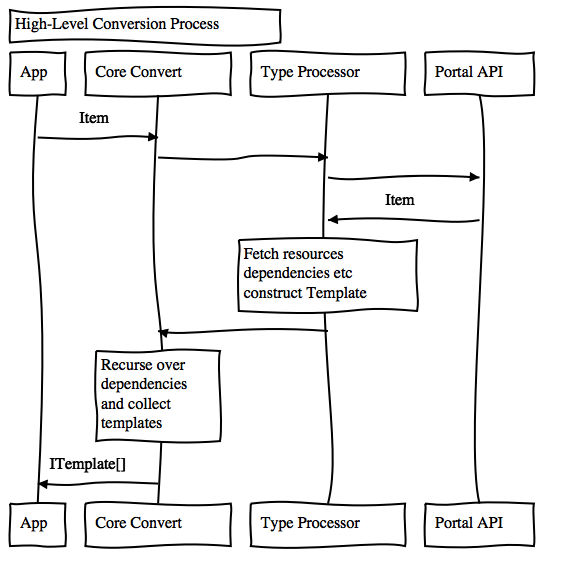 High-Level Conversion Process
App
Core Convert
Type Processor
Portal API
Item
Item
Fetch resources
dependencies etc
construct Template
Recurse over
dependencies
and collect
templates
ITemplate[]
App
Core Convert
Type Processor
Portal API